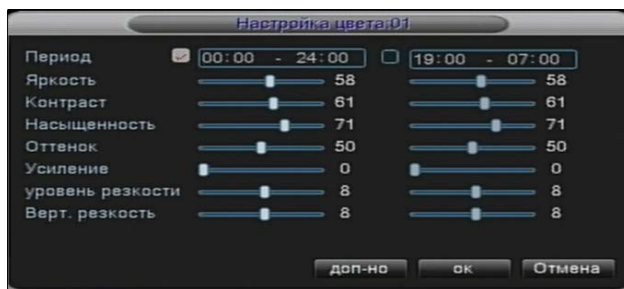 Настройка цвета:01
Период 00:00 - 24:00 19:00 - 07:00
Яркость 58 58
Контраст 61 61
Насыщенность 71 71
Оттенок 50 50
Усиление 0 0
уровень резкости 8 8
Верт. резкость 8 8
доп-но ок Отмена